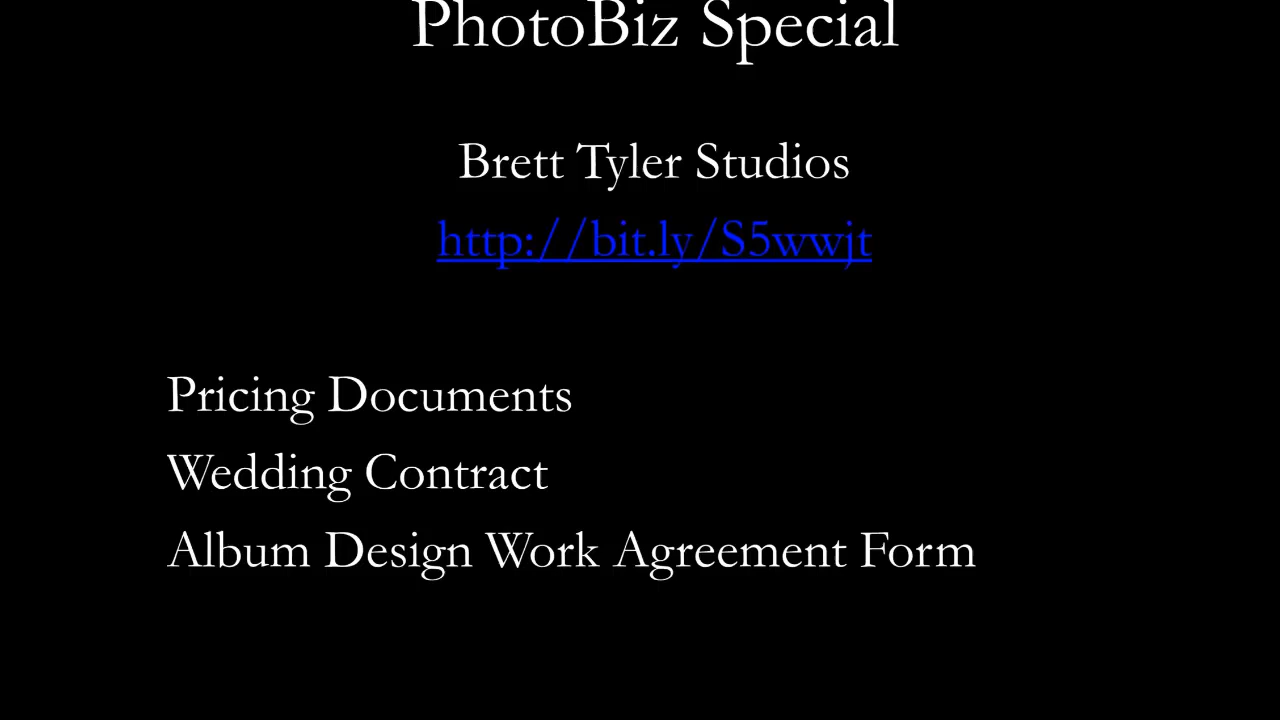 PhotoBiz Special
Brett Tyler Studios
http://bit.ly/S5wwjt
Pricing Documents
Wedding Contract
Album Design Work Agreement Form